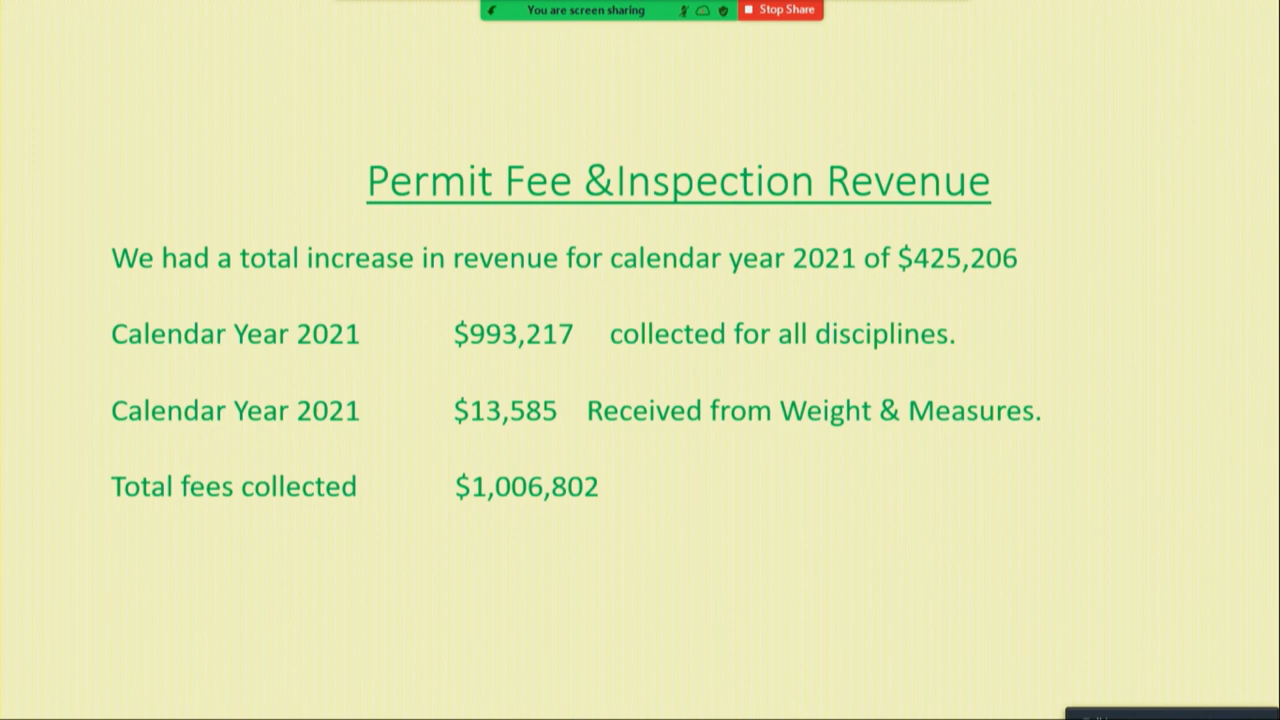 You are screen sharing Stop Share
Permit Fee &Inspection Revenue
We had a total increase in revenue for calendar year 2021 of $425,206
Calendar Year 2021 $993,217 collected for all disciplines.
Calendar Year 2021 $13,585 Received from Weight & Measures.
Total fees collected $1,006,802